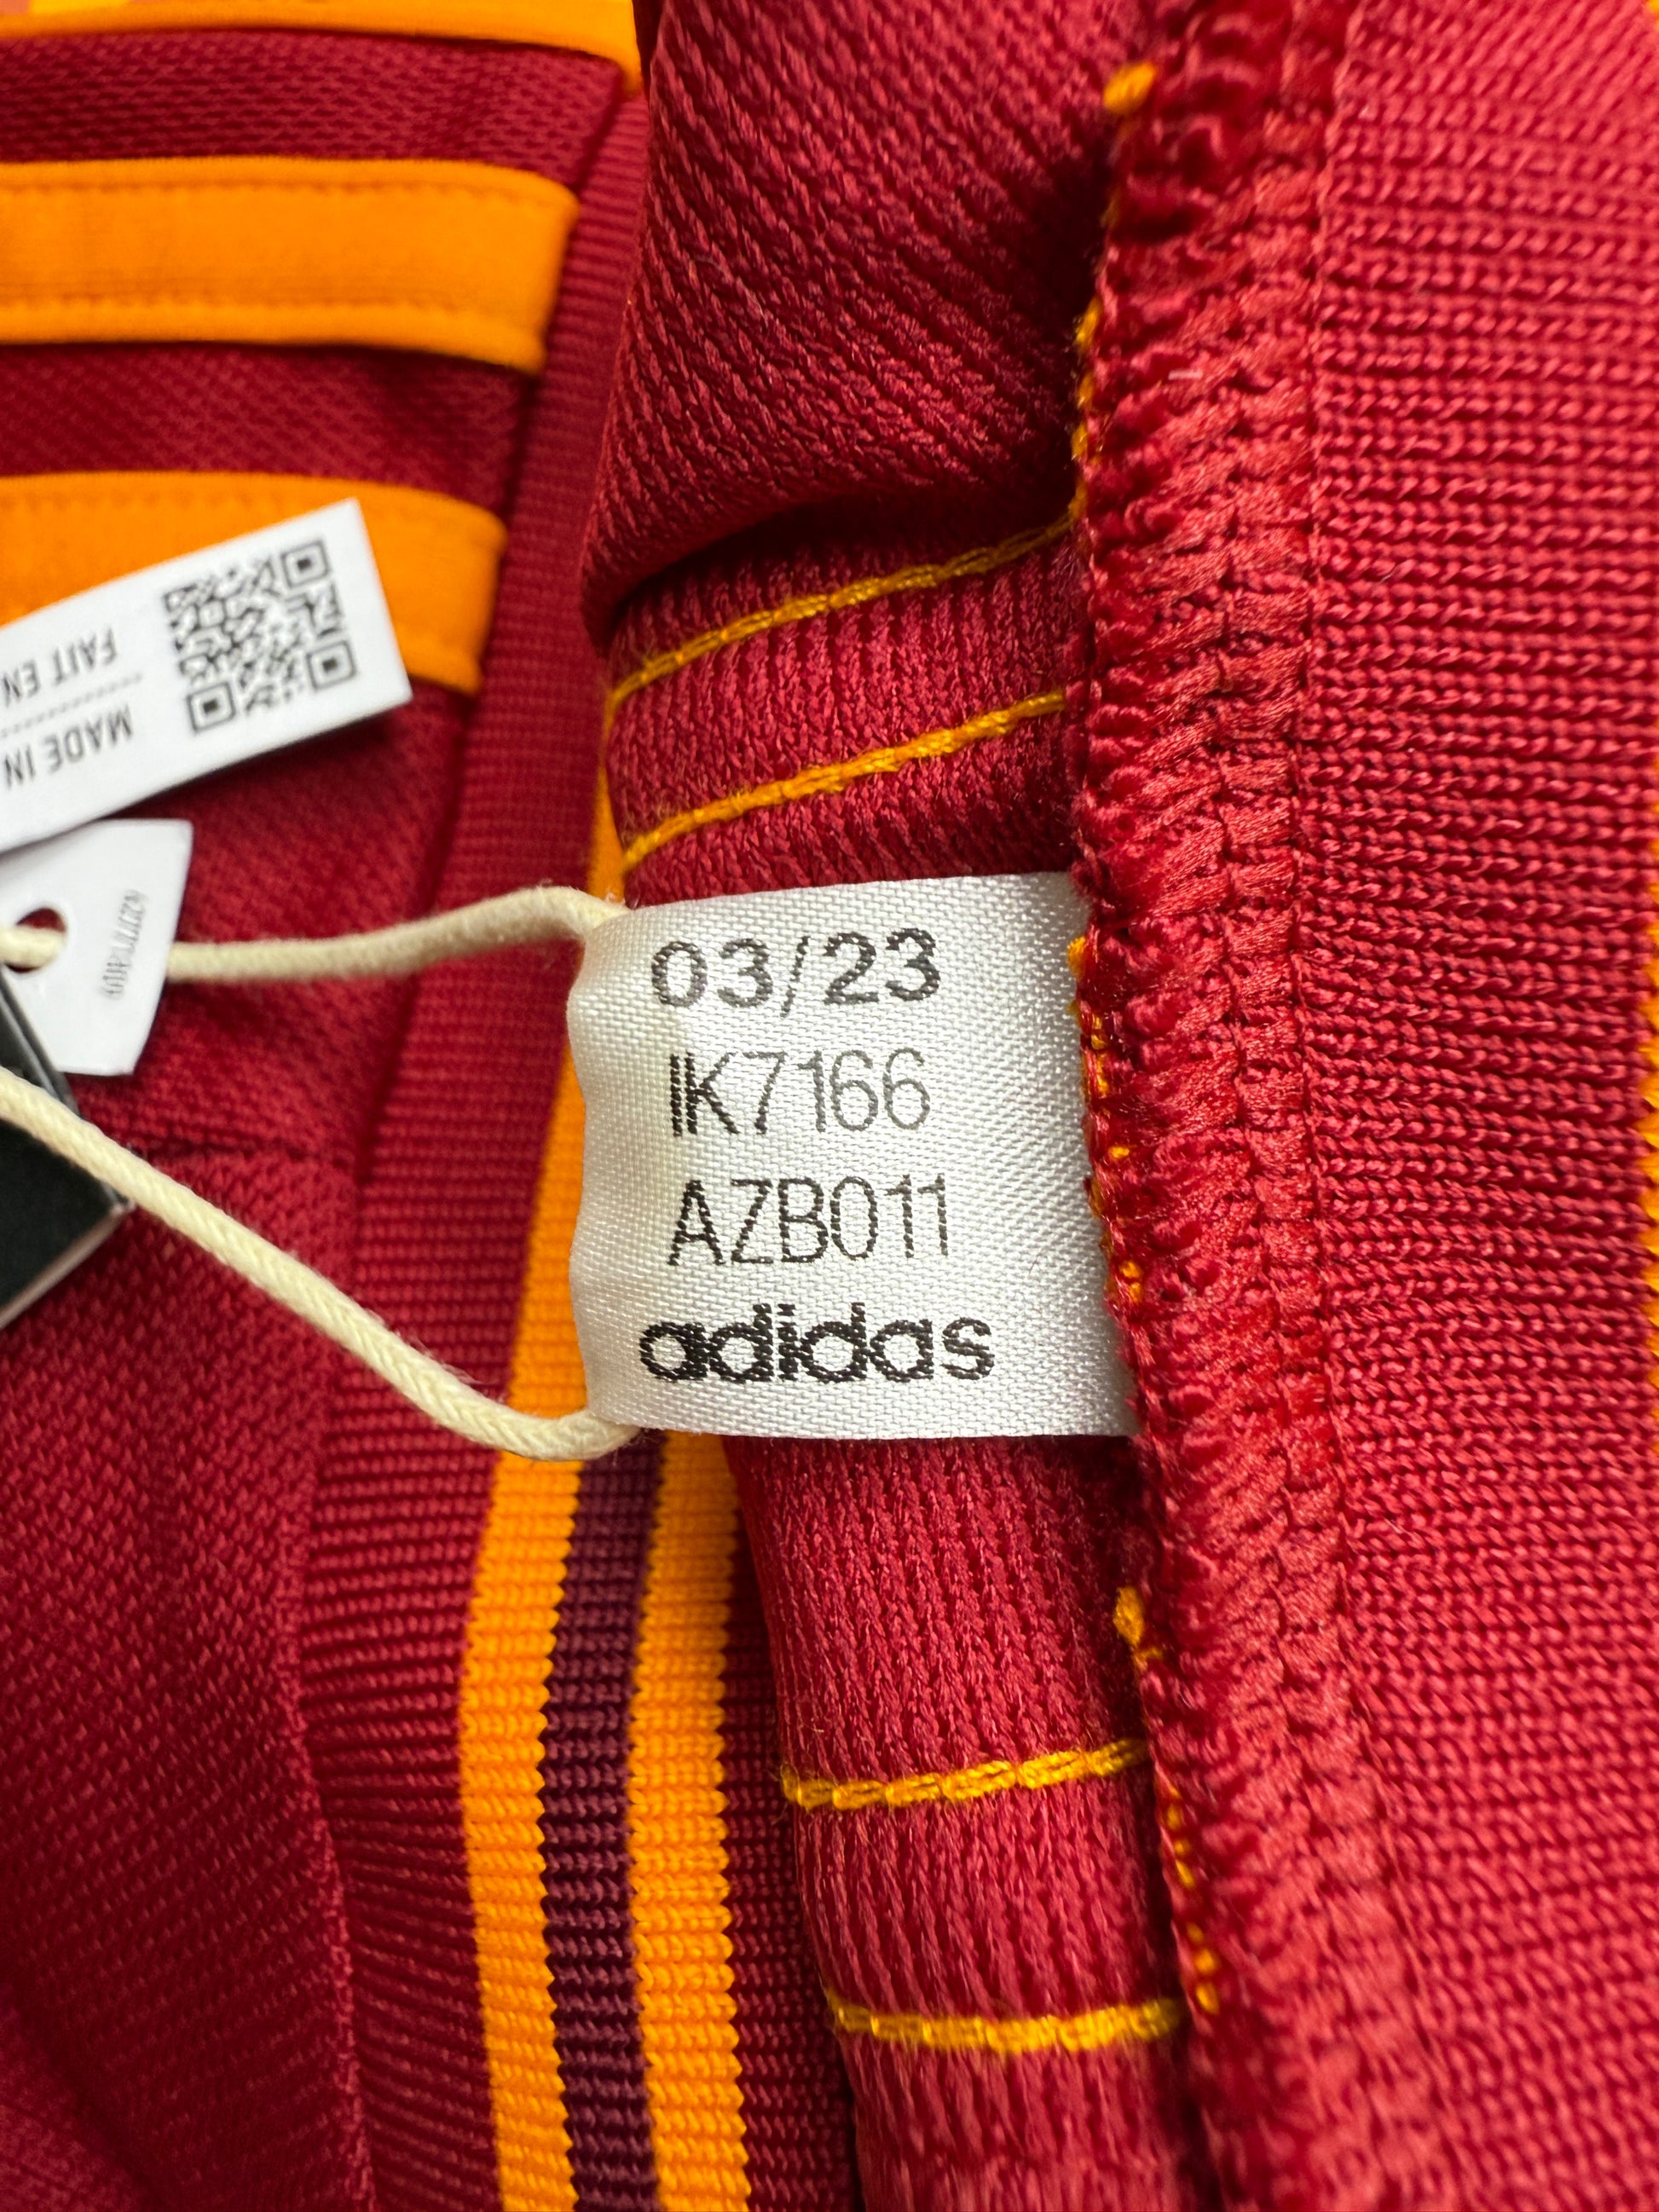 MADE IN
FAIT EN
03/23
IK7166
AZB011
adidas